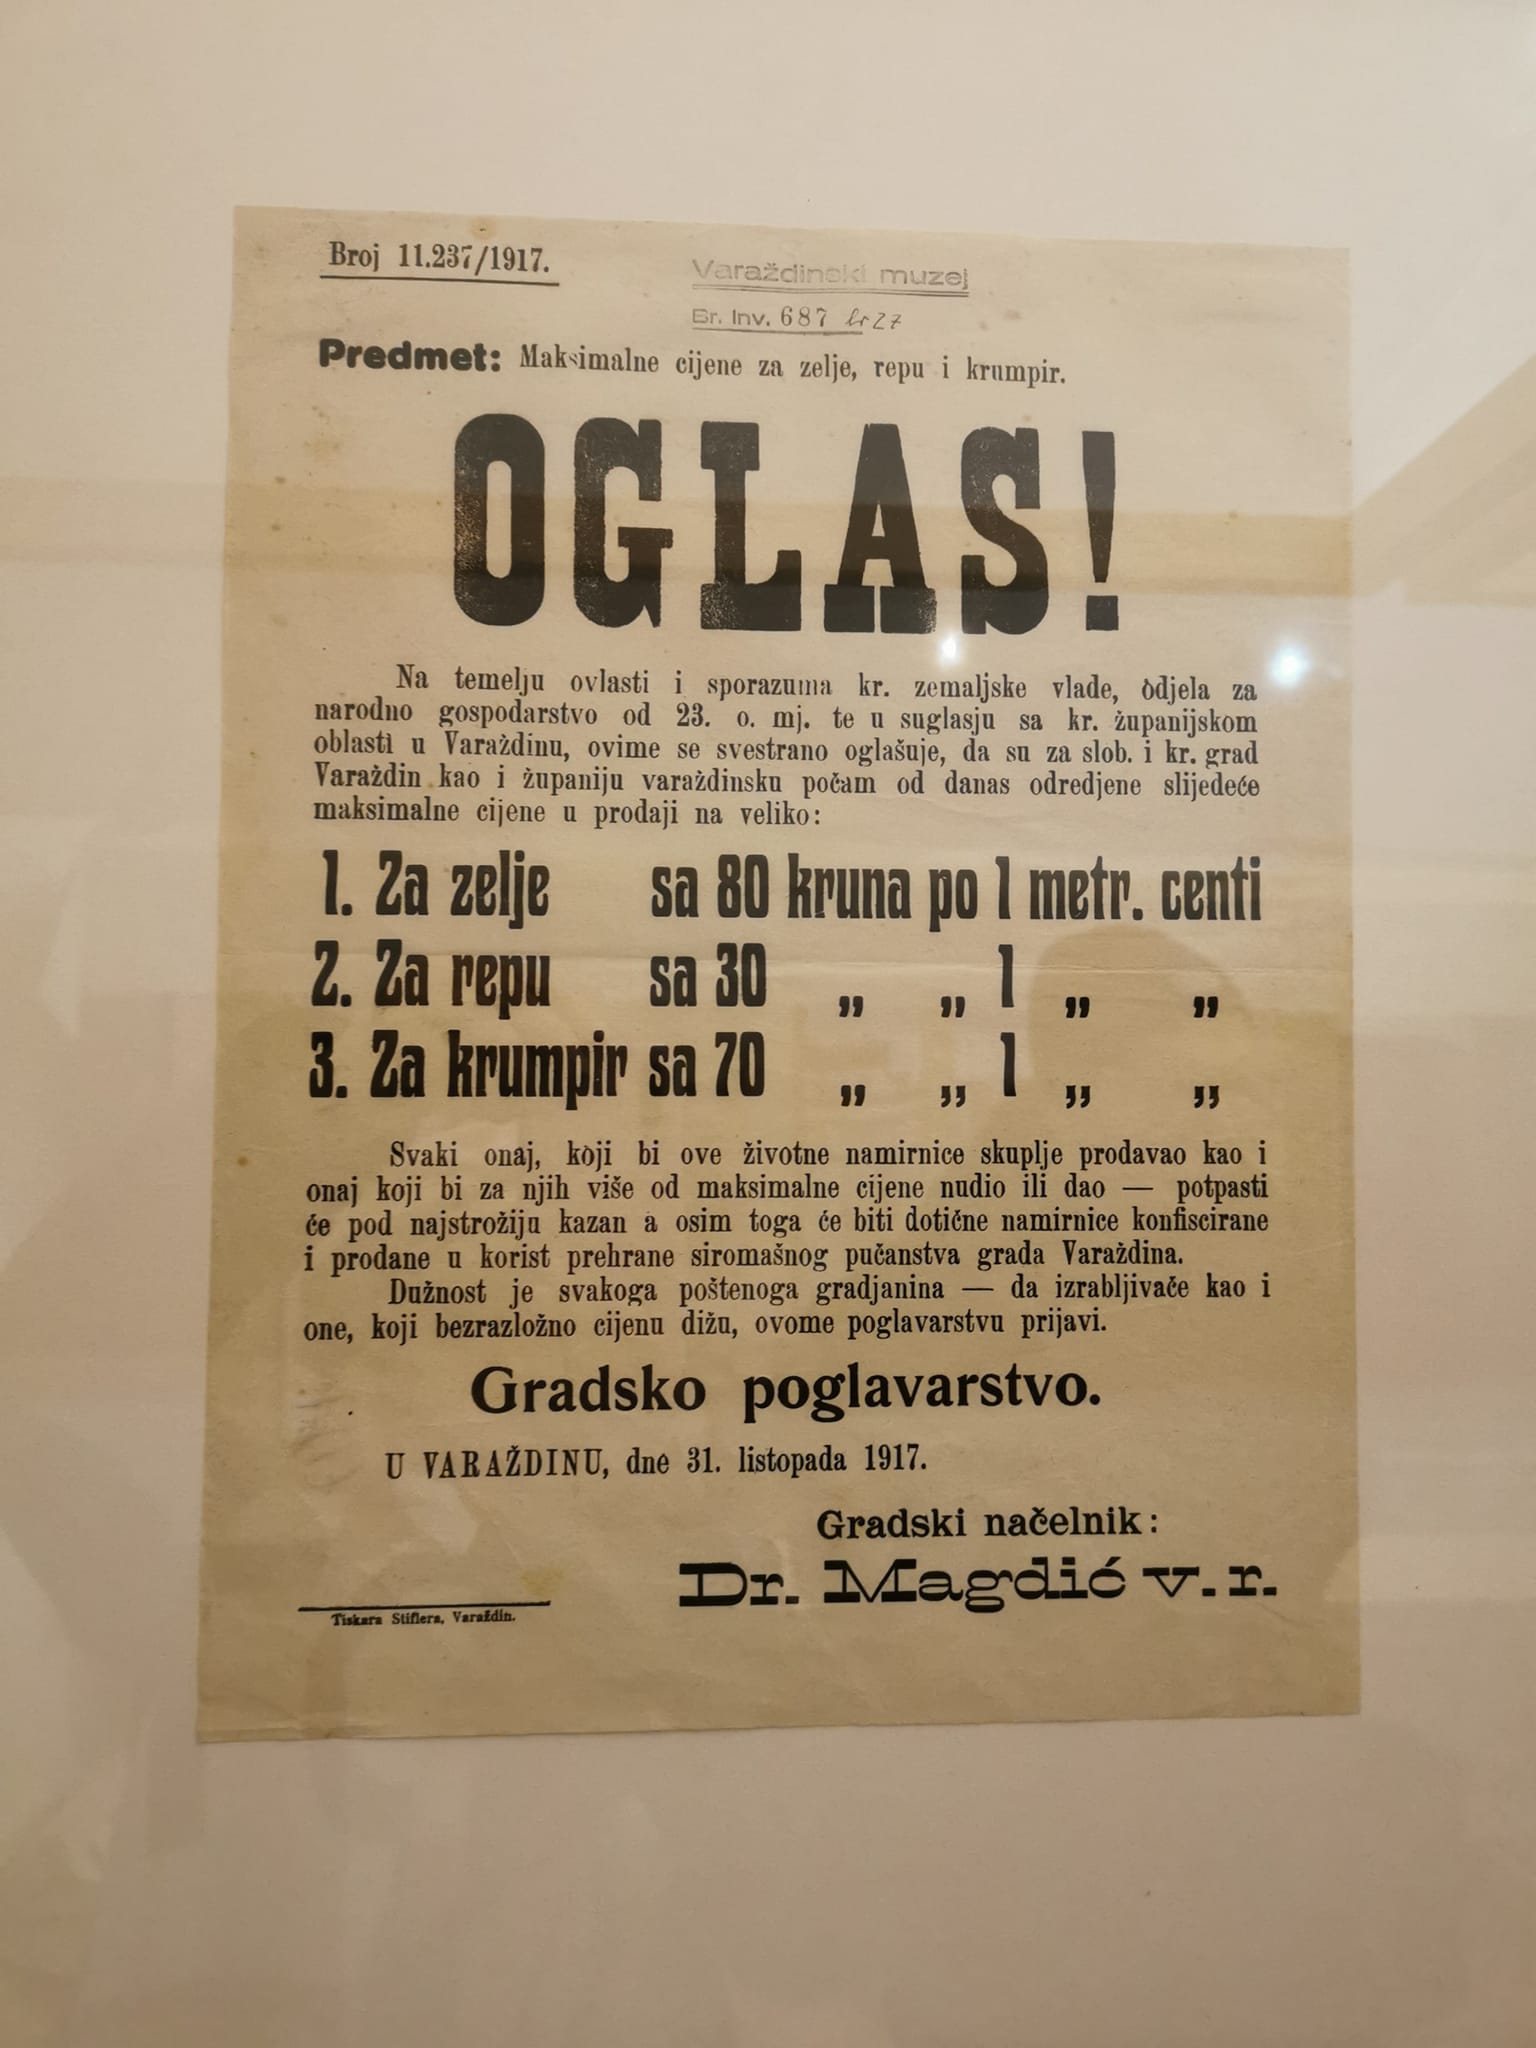 Broj 11.237/1917.
Varaždinski muzej
Br. Inv. 687
Predmet: Maksimalne cijene za zelje, repu i krumpir.
OGLAS!
Na temelju ovlasti i sporazuma kr. zemaljske vlade, odjela za
narodno gospodarstvo od 23. o. mj. te u suglasju sa kr. županijskom
oblasti u Varaždinu, ovime se svestrano oglašuje, da su za slob. i kr. grad
Varaždin kao i županiju varaždinsku počam od danas odredjene slijedeće
maksimalne cijene u prodaji na veliko:
1. Za zelje sa 80 kruna po 1 metr. centi
2. Za repu sa 30 „ „ 1 „ „
3. Za krumpir sa 70 „ „ 1 „ „
Svaki onaj, koji bi ove životne namirnice skuplje prodavao kao i
onaj koji bi za njih više od maksimalne cijene nudio ili dao — potpasti
će pod najstrožiju kazan a osim toga će biti dotične namirnice konfiscirane
i prodane u korist prehrane siromašnog pučanstva grada Varaždina.
Dužnost je svakoga poštenoga gradjanina — da izrabljivače kao i
one, koji bezrazložno cijenu dižu, ovome poglavarstvu prijavi.
Gradsko poglavarstvo.
U VARAŽDINU, dne 31. listopada 1917.
Gradski načelnik:
Dr. Magdić v. r.
Tiskara Stiflera, Varaždin.